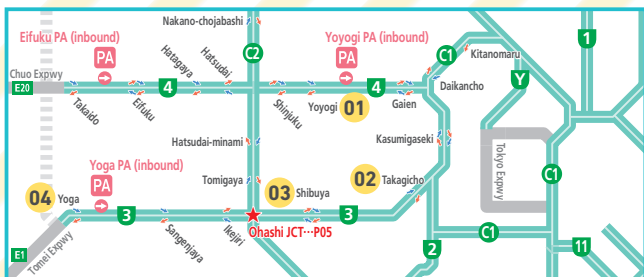 Nakano-chojabashi
Eifuku PA (inbound)
PA
Hatagaya
Hatsudai
C2
Yoyogi PA (inbound)
PA
C1
Kitanomaru
1
Chuo Expwy
E20
4
4
Y
Daikancho
Takaido
Eifuku
Shinjuku
Yoyogi
01
Gaien
Hatsudai-minami
Kasumigaseki
Tokyo Expwy
C1
Yoga PA (inbound)
PA
Tomigaya
04
Yoga
03
Shibuya
02
Takagicho
3
3
Sangenjaya
Ikejiri
Ohashi JCT…P05
E1
Tomei Expwy
2
C1
11